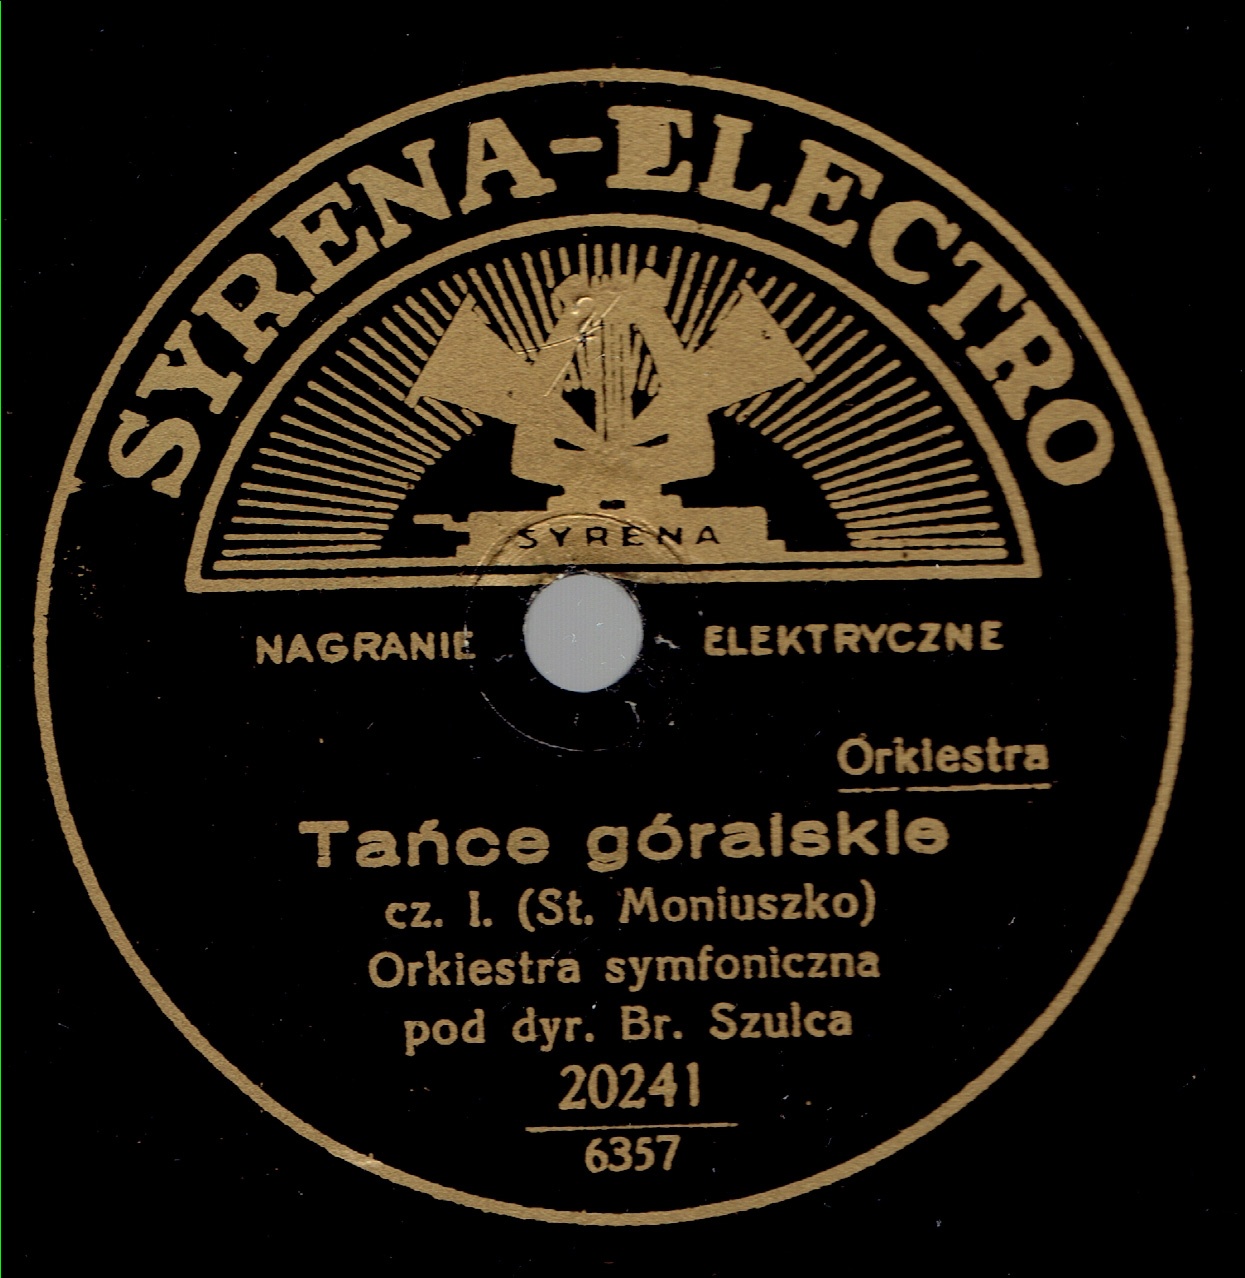 SYRENA-ELECTRO
SYRENA
NAGRANIE ELEKTRYCZNE
Orkiestra
Tańce góralskie
cz. I. (St. Moniuszko)
Orkiestra symfoniczna
pod dyr. Br. Szulca
20241
6357